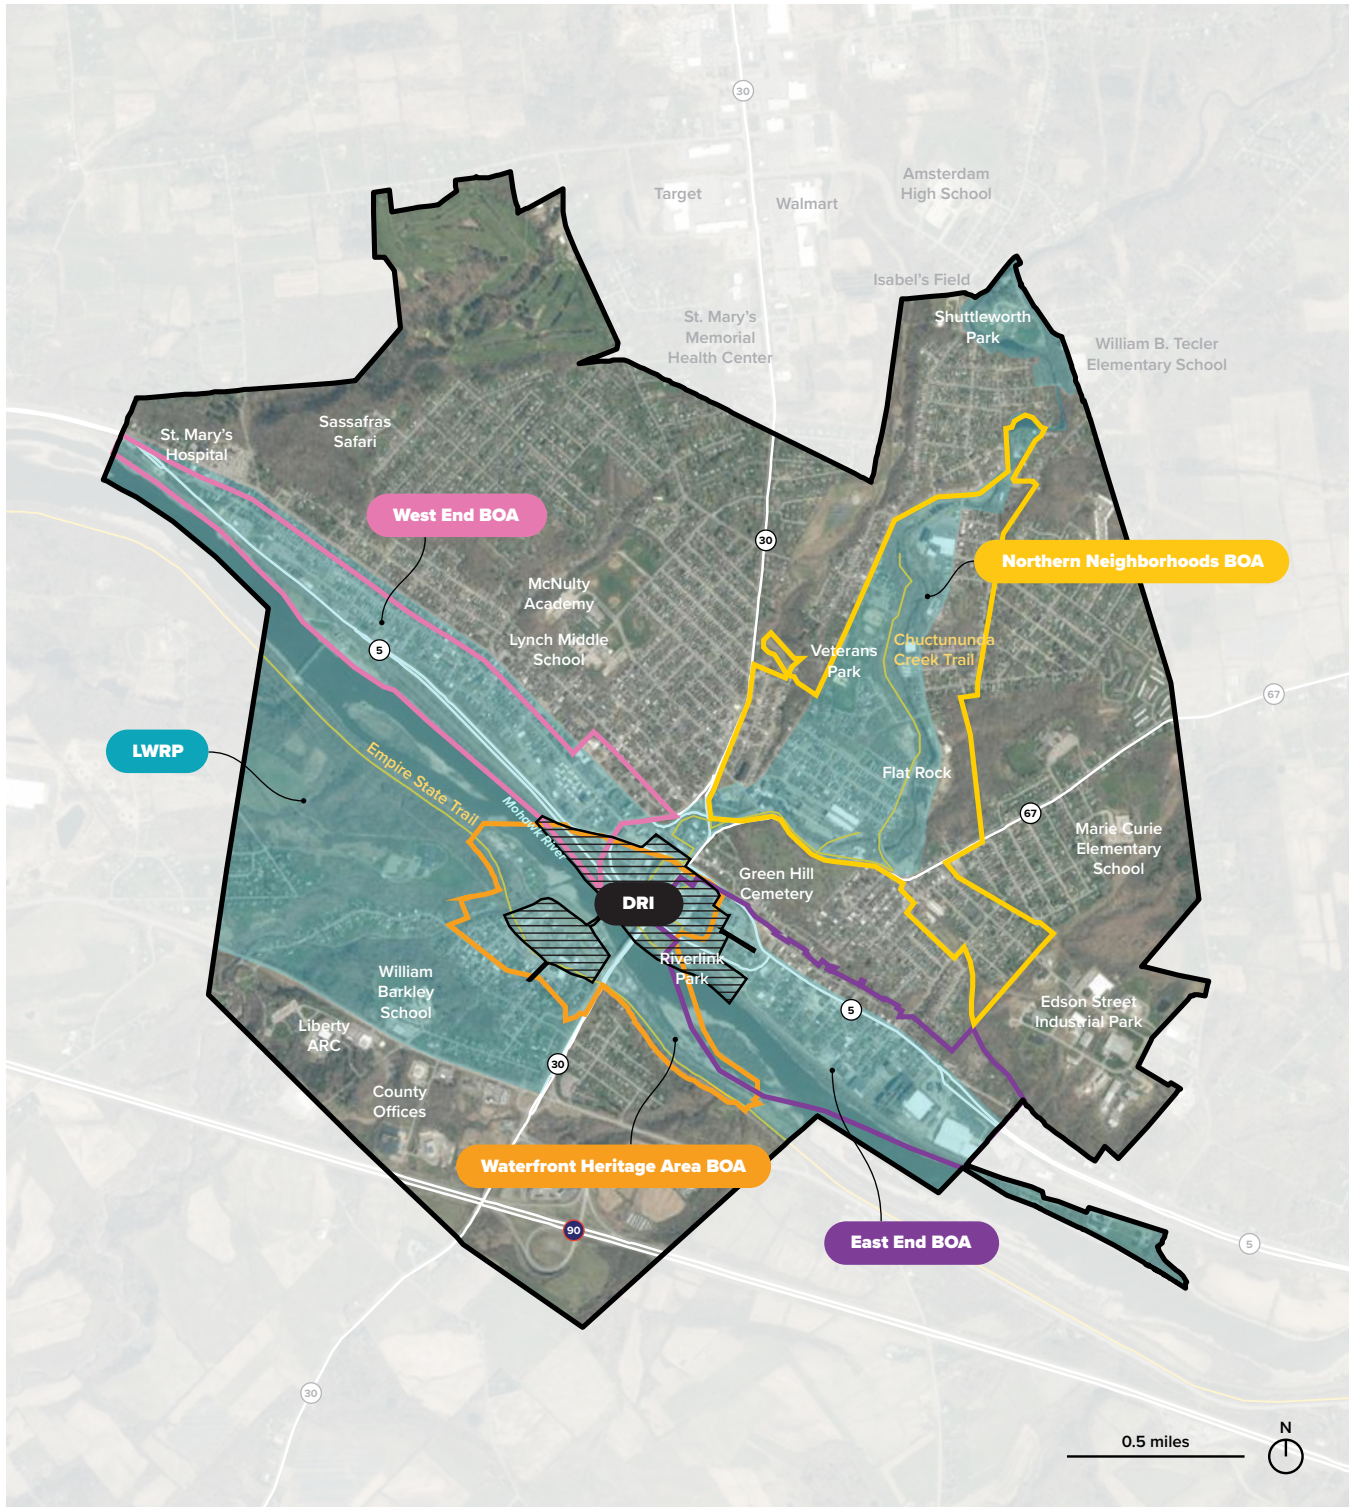 30
Amsterdam
High School
Target
Walmart
Isabel's Field
Shuttleworth
Park
St. Mary's
Memorial
Health Center
William B. Tecler
Elementary School
Sassafras
Safari
St. Mary's
Hospital
West End BOA
30
Northern Neighborhoods BOA
McNulty
Academy
Lynch Middle
School
5
Veterans
Park
Chuctununda
Creek Trail
67
LWRP
Empire State Trail
Mohawk River
Flat Rock
67
Marie Curie
Elementary
School
Green Hill
Cemetery
DRI
Riverlink
Park
William
Barkley
School
Liberty
ARC
5
Edson Street
Industrial Park
30
County
Offices
Waterfront Heritage Area BOA
90
East End BOA
5
30
0.5 miles
N